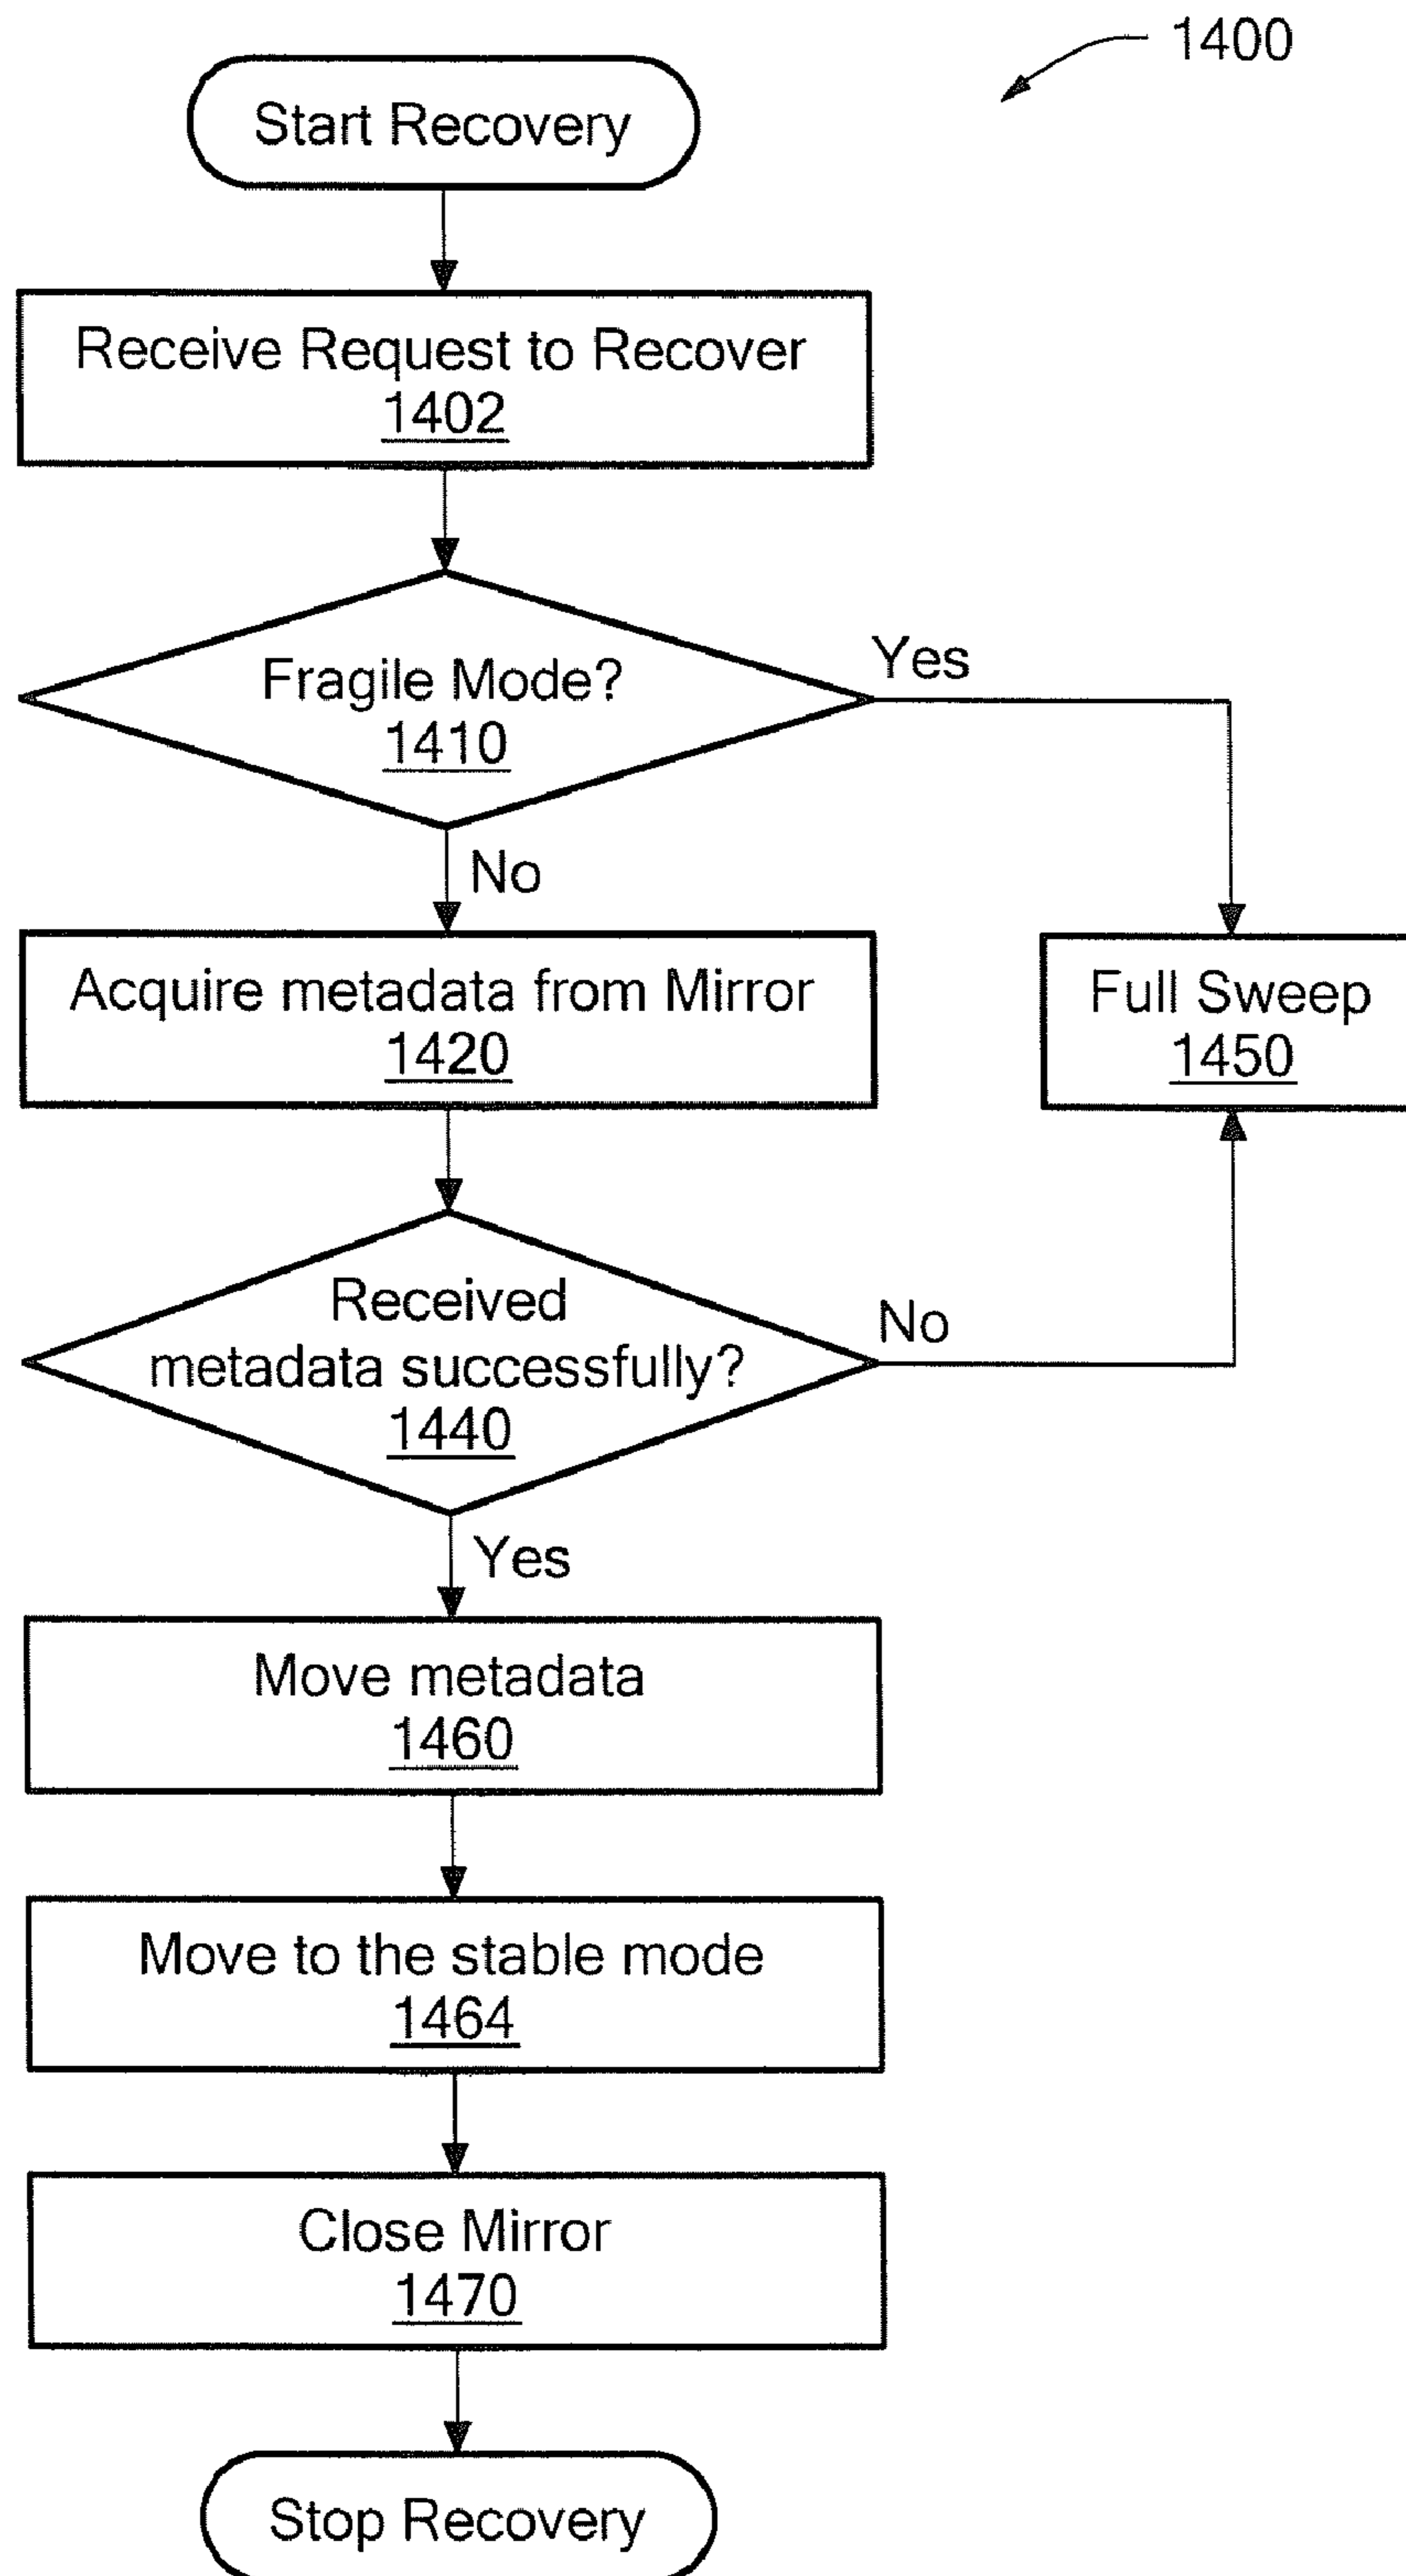 1400
Start Recovery
Receive Request to Recover
1402
Fragile Mode?
1410
Yes
No
Acquire metadata from Mirror
1420
Full Sweep
1450
Received
metadata successfully?
1440
No
Yes
Move metadata
1460
Move to the stable mode
1464
Close Mirror
1470
Stop Recovery